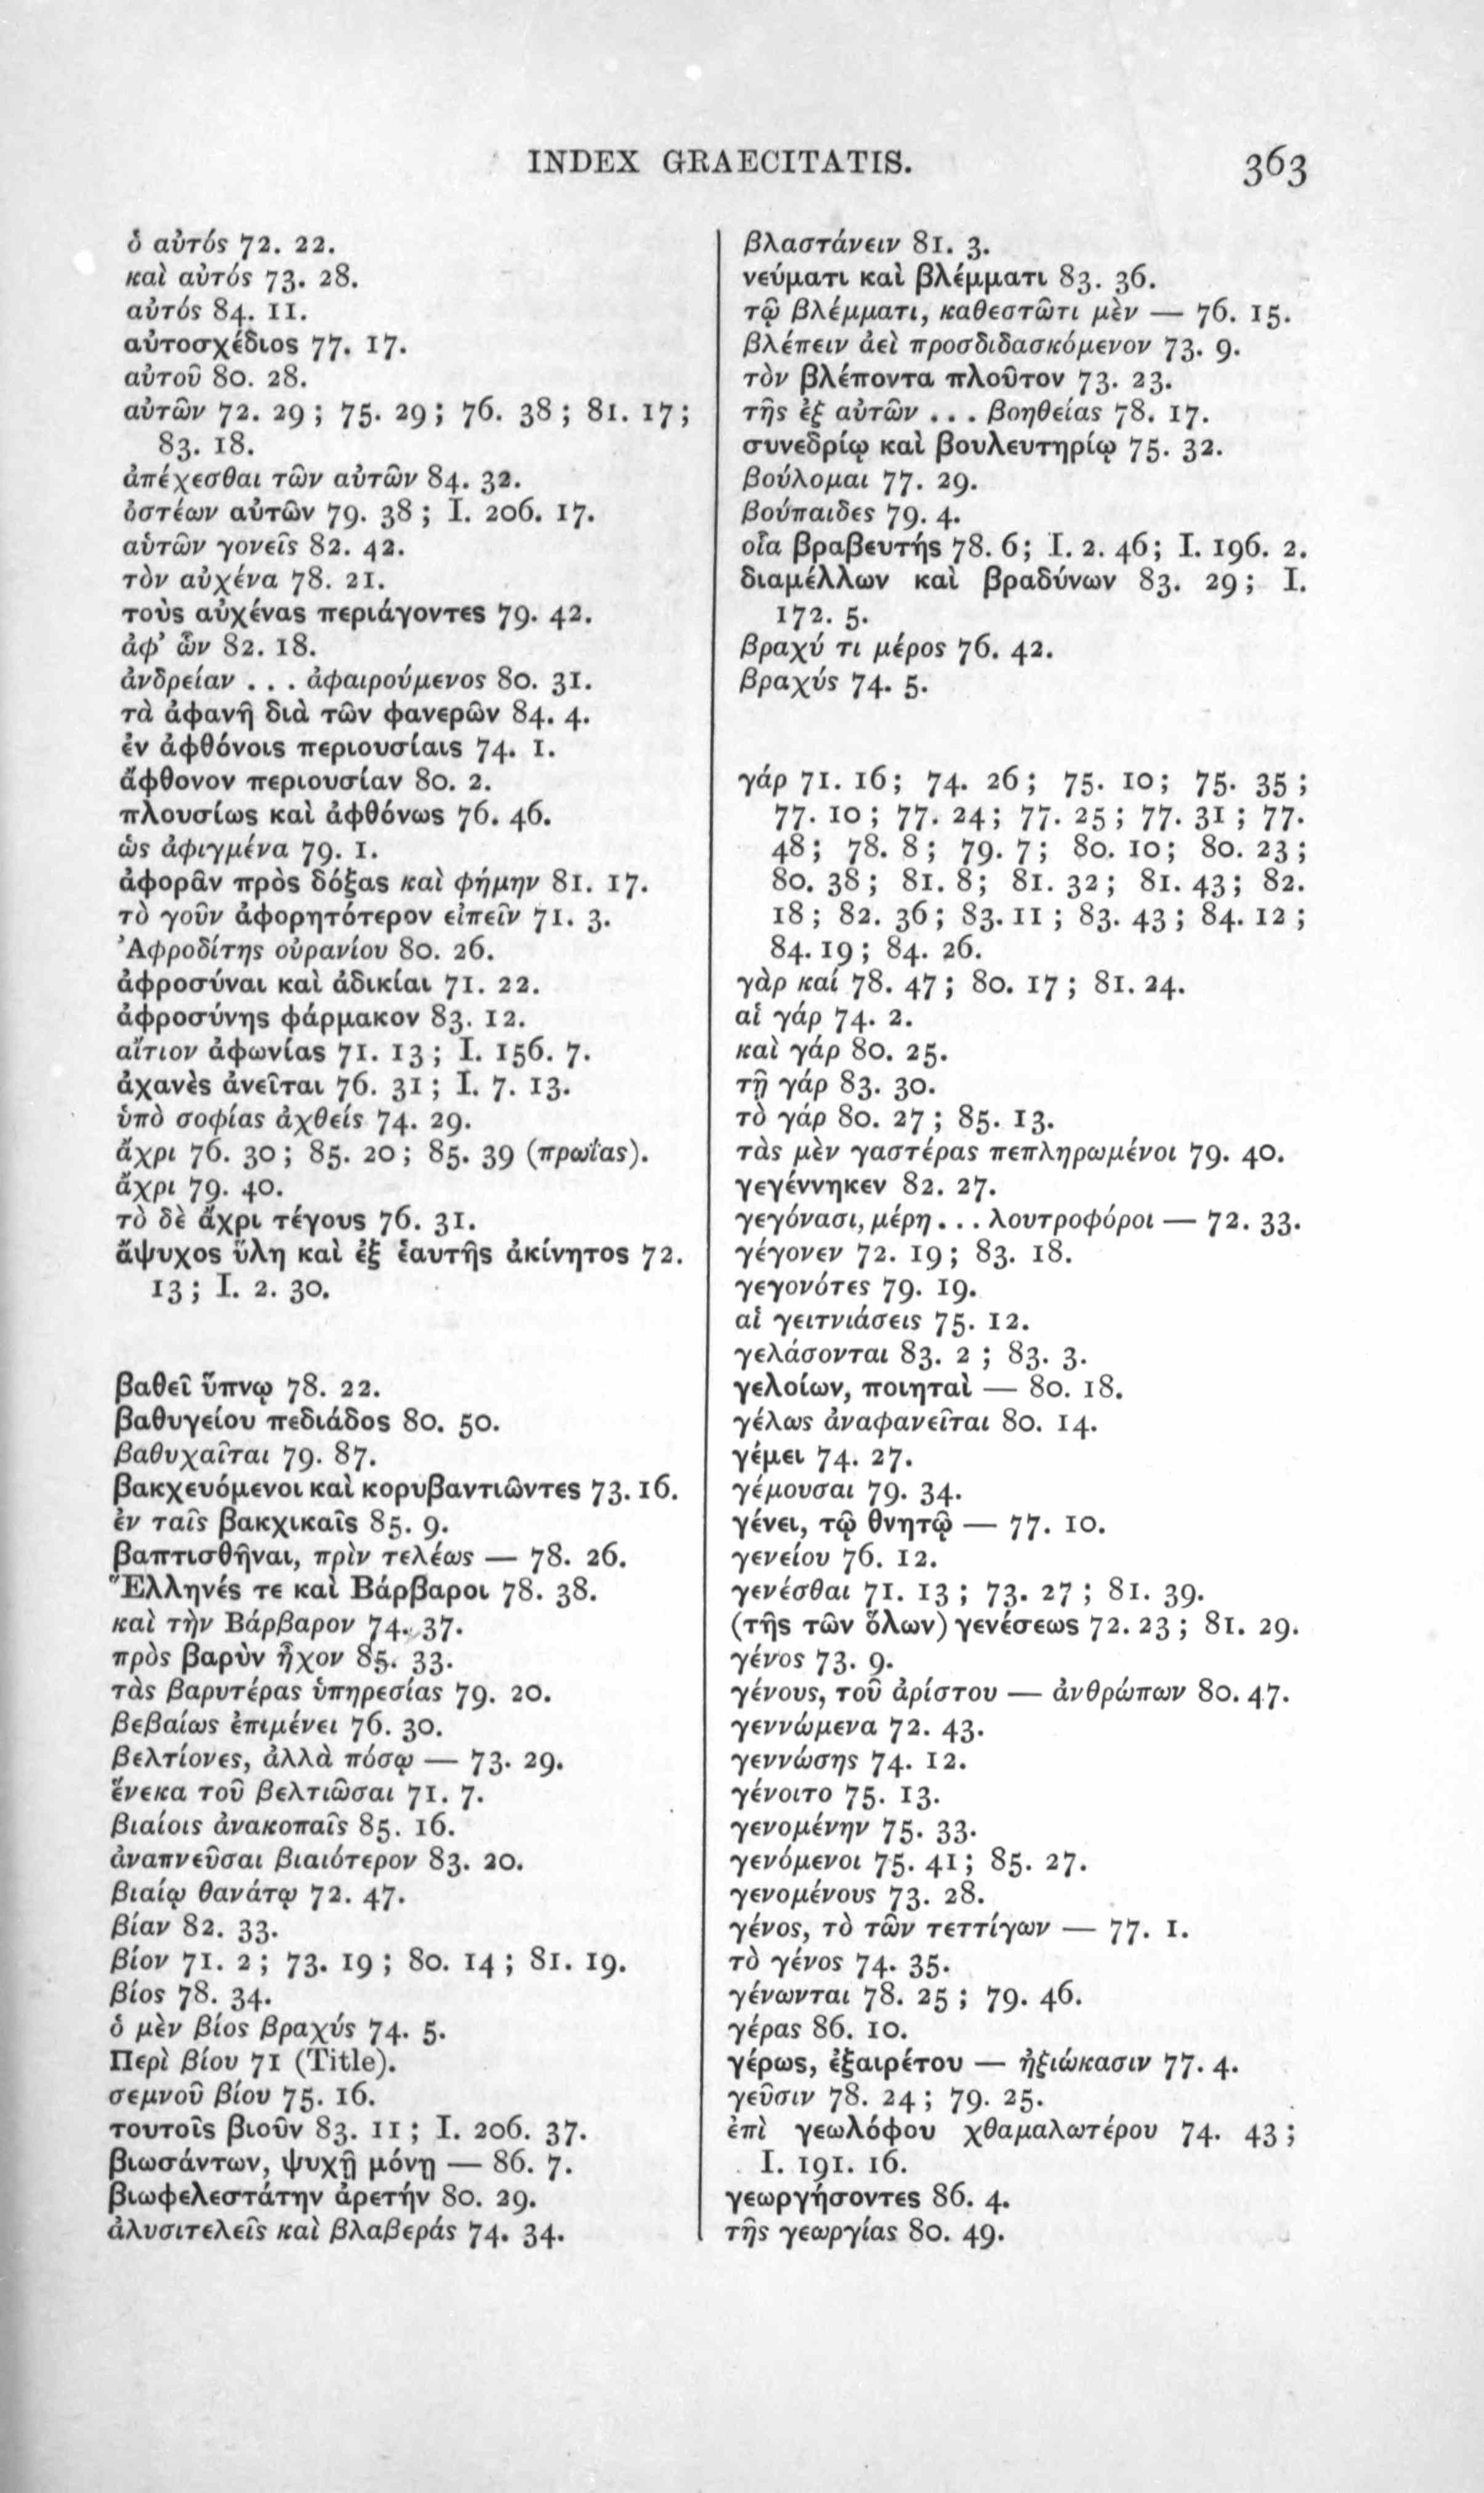 INDEX GRAECITATIS.
363
ὁ αὐτός 72. 22.
καὶ αὐτός 73. 28.
αὐτός 84. 11.
αὐτοσχέδιος 77. 17.
αὐτοῦ 80. 28.
αὐτῶν 72. 29 ; 75. 29 ; 76. 38 ; 81. 17 ;
83. 18.
ἀπέχεσθαι τῶν αὐτῶν 84. 32.
ὀστέων αὐτῶν 79. 38 ; I. 206. 17.
αὐτῶν γονεῖς 82. 42.
τὸν αὐχένα 78. 21.
τοὺς αὐχένας περιάγοντες 79. 42.
ἀφ’ ὧν 82. 18.
ἀνδρείαν . . . ἀφαιρούμενος 80. 31.
τὰ ἀφανῆ διὰ τῶν φανερῶν 84. 4.
ἐν ἀφθόνοις περιουσίαις 74. 1.
ἄφθονον περιουσίαν 80. 2.
πλουσίως καὶ ἀφθόνως 76. 46.
ὡς ἀφιγμένα 79. 1.
ἀφορᾶν πρὸς δόξας καὶ φήμην 81. 17.
τὸ γοῦν ἀφορητότερον εἰπεῖν 71. 3.
Ἀφροδίτης οὐρανίου 80. 26.
ἀφροσύναι καὶ ἀδικίαι 71. 22.
ἀφροσύνης φάρμακον 83. 12.
αἴτιον ἀφωνίας 71. 13 ; I. 156. 7.
ἀχανὲς ἀνεῖται 76. 31 ; I. 7. 13.
ὑπὸ σοφίας ἀχθείς 74. 29.
ἄχρι 76. 30 ; 85. 20 ; 85. 39 (πρωΐας).
ἄχρι 79. 40.
τὸ δὲ ἄχρι τέγους 76. 31.
ἄψυχος ὕλη καὶ ἐξ ἑαυτῆς ἀκίνητος 72.
13 ; I. 2. 30.
βαθεῖ ὕπνῳ 78. 22.
βαθυγείου πεδιάδος 80. 50.
βαθυχαῖται 79. 87.
βακχευόμενοι καὶ κορυβαντιῶντες 73. 16.
ἐν ταῖς βακχικαῖς 85. 9.
βαπτισθῆναι, πρὶν τελέως — 78. 26.
Ἕλληνές τε καὶ Βάρβαροι 78. 38.
καὶ τὴν Βάρβαρον 74. 37.
πρὸς βαρὺν ἦχον 85. 33.
τὰς βαρυτέρας ὑπηρεσίας 79. 20.
βεβαίως ἐπιμένει 76. 30.
βελτίονες, ἀλλὰ πόσῳ — 73. 29.
ἕνεκα τοῦ βελτιῶσαι 71. 7.
βιαίοις ἀνακοπαῖς 85. 16.
ἀναπνεῦσαι βιαιότερον 83. 20.
βιαίῳ θανάτῳ 72. 47.
βίαν 82. 33.
βίον 71. 2 ; 73. 19 ; 80. 14 ; 81. 19.
βίος 78. 34.
ὁ μὲν βίος βραχύς 74. 5.
Περὶ βίου 71 (Title).
σεμνοῦ βίου 75. 16.
τουτοῖς βιοῦν 83. 11 ; I. 206. 37.
βιωσάντων, ψυχῇ μόνῃ — 86. 7.
βιωφελεστάτην ἀρετήν 80. 29.
ἀλυσιτελεῖς καὶ βλαβεράς 74. 34.
βλαστάνειν 81. 3.
νεύματι καὶ βλέμματι 83. 36.
τῷ βλέμματι, καθεστῶτι μὲν — 76. 15.
βλέπειν ἀεὶ προσδιδασκόμενον 73. 9.
τὸν βλέποντα πλοῦτον 73. 23.
τῆς ἐξ αὐτῶν . . . βοηθείας 78. 17.
συνεδρίῳ καὶ βουλευτηρίῳ 75. 32.
βούλομαι 77. 29.
βούπαιδες 79. 4.
οἷα βραβευτής 78. 6 ; I. 2. 46 ; I. 196. 2.
διαμέλλων καὶ βραδύνων 83. 29 ; I.
172. 5.
βραχύ τι μέρος 76. 42.
βραχύς 74. 5.
γάρ 71. 16 ; 74. 26 ; 75. 10 ; 75. 35 ;
77. 10 ; 77. 24 ; 77. 25 ; 77. 31 ; 77.
48 ; 78. 8 ; 79. 7 ; 80. 10 ; 80. 23 ;
80. 38 ; 81. 8 ; 81. 32 ; 81. 43 ; 82.
18 ; 82. 36 ; 83. 11 ; 83. 43 ; 84. 12 ;
84. 19 ; 84. 26.
γὰρ καί 78. 47 ; 80. 17 ; 81. 24.
αἱ γάρ 74. 2.
καὶ γάρ 80. 25.
τῇ γάρ 83. 30.
τὸ γάρ 80. 27 ; 85. 13.
τὰς μὲν γαστέρας πεπληρωμένοι 79. 40.
γεγέννηκεν 82. 27.
γεγόνασι, μέρη . . . λουτροφόροι — 72. 33.
γέγονεν 72. 19 ; 83. 18.
γεγονότες 79. 19.
αἱ γειτνιάσεις 75. 12.
γελάσονται 83. 2 ; 83. 3.
γελοίων, ποιηταὶ — 80. 18.
γέλως ἀναφανεῖται 80. 14.
γέμει 74. 27.
γέμουσαι 79. 34.
γένει, τῷ θνητῷ — 77. 10.
γενείου 76. 12.
γενέσθαι 71. 13 ; 73. 27 ; 81. 39.
(τῆς τῶν ὅλων) γενέσεως 72. 23 ; 81. 29.
γένος 73. 9.
γένους, τοῦ ἀρίστου — ἀνθρώπων 80. 47.
γεννώμενα 72. 43.
γεννώσης 74. 12.
γένοιτο 75. 13.
γενομένην 75. 33.
γενόμενοι 75. 41 ; 85. 27.
γενομένους 73. 28.
γένος, τὸ τῶν τεττίγων — 77. 1.
τὸ γένος 74. 35.
γένωνται 78. 25 ; 79. 46.
γέρας 86. 10.
γέρως, ἐξαιρέτου — ἠξιώκασιν 77. 4.
γεῦσιν 78. 24 ; 79. 25.
ἐπὶ γεωλόφου χθαμαλωτέρου 74. 43 ;
I. 191. 16.
γεωργήσοντες 86. 4.
τῆς γεωργίας 80. 49.